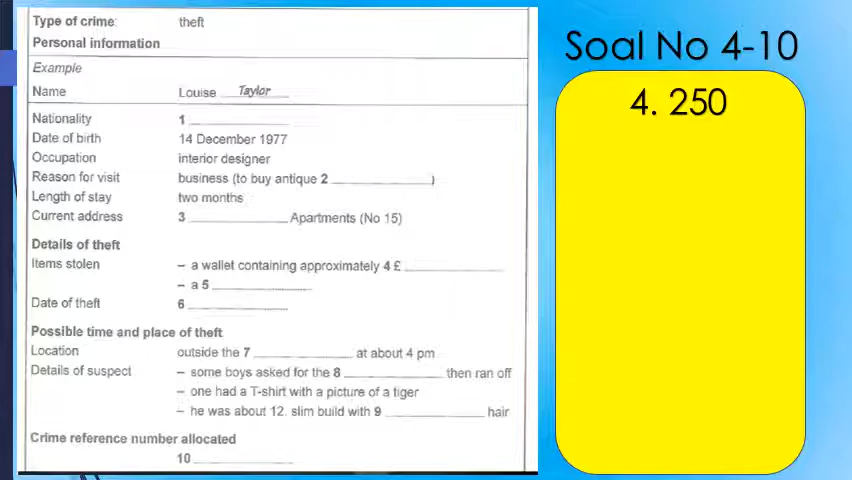 Type of crime: theft
Personal information
Example
Name Louise Taylor
Nationality 1
Date of birth 14 December 1977
Occupation interior designer
Reason for visit business (to buy antique 2 )
Length of stay two months
Current address 3 Apartments (No 15)
Details of theft
Items stolen – a wallet containing approximately 4 £
– a 5
Date of theft 6
Possible time and place of theft
Location outside the 7 at about 4 pm
Details of suspect – some boys asked for the 8 then ran off
– one had a T-shirt with a picture of a tiger
– he was about 12. slim build with 9 hair
Crime reference number allocated
10
Soal No 4-10
4. 250